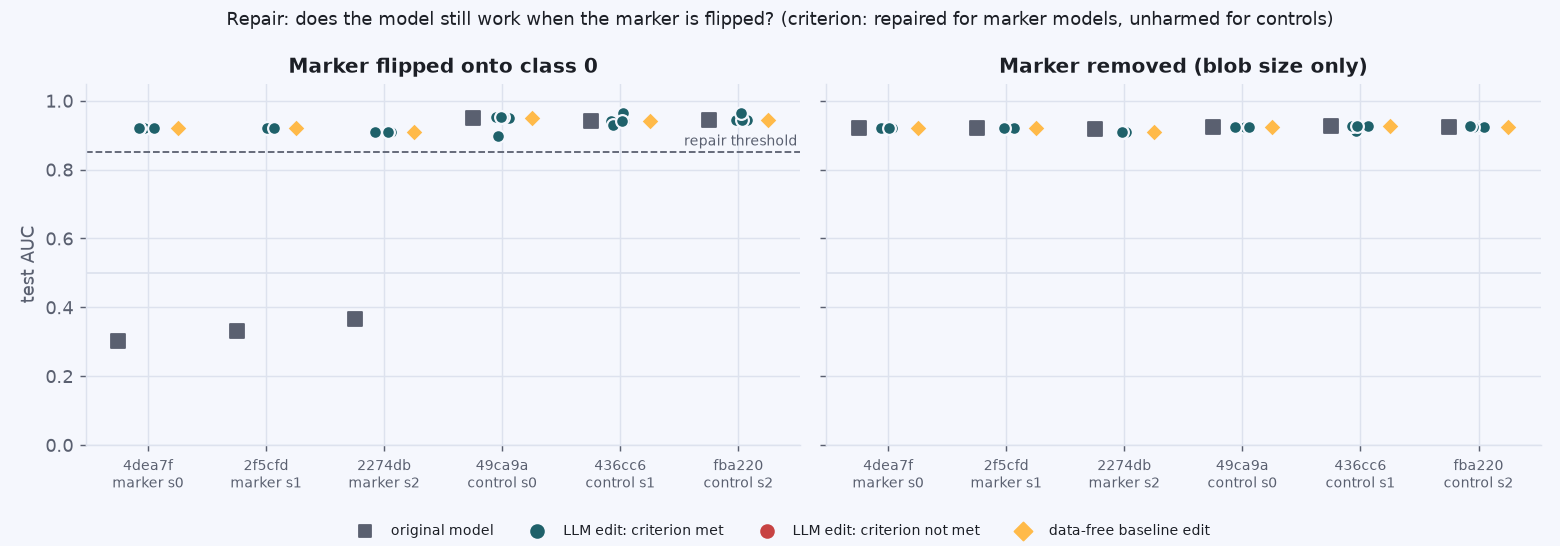 Repair: does the model still work when the marker is flipped? (criterion: repaired for marker models, unharmed for controls)
Marker flipped onto class 0
Marker removed (blob size only)
test AUC
1.0
0.8
0.6
0.4
0.2
0.0
repair threshold
4dea7f
marker s0
2f5cfd
marker s1
2274db
marker s2
49ca9a
control s0
436cc6
control s1
fba220
control s2
4dea7f
marker s0
2f5cfd
marker s1
2274db
marker s2
49ca9a
control s0
436cc6
control s1
fba220
control s2
original model
LLM edit: criterion met
LLM edit: criterion not met
data-free baseline edit